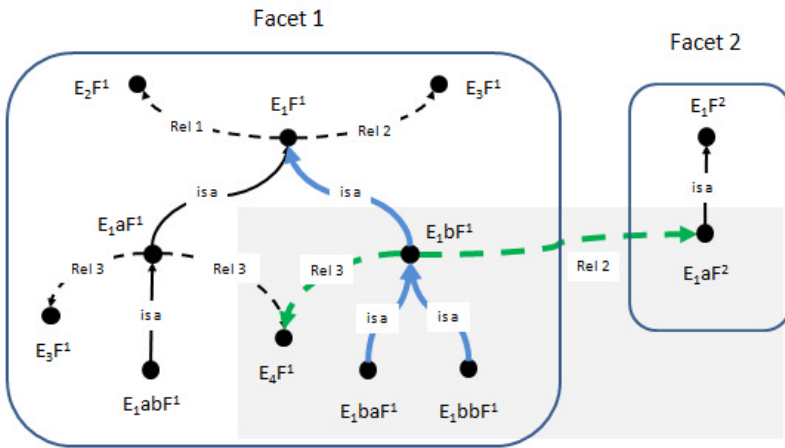 Facet 1
Facet 2
E₂F¹
E₃F¹
E₁F¹
E₁F²
Rel 1
Rel 2
is a
is a
is a
E₁aF¹
E₁bF¹
E₁aF²
Rel 3
Rel 3
Rel 3
Rel 2
is a
is a
is a
E₃F¹
E₄F¹
E₁abF¹
E₁baF¹
E₁bbF¹